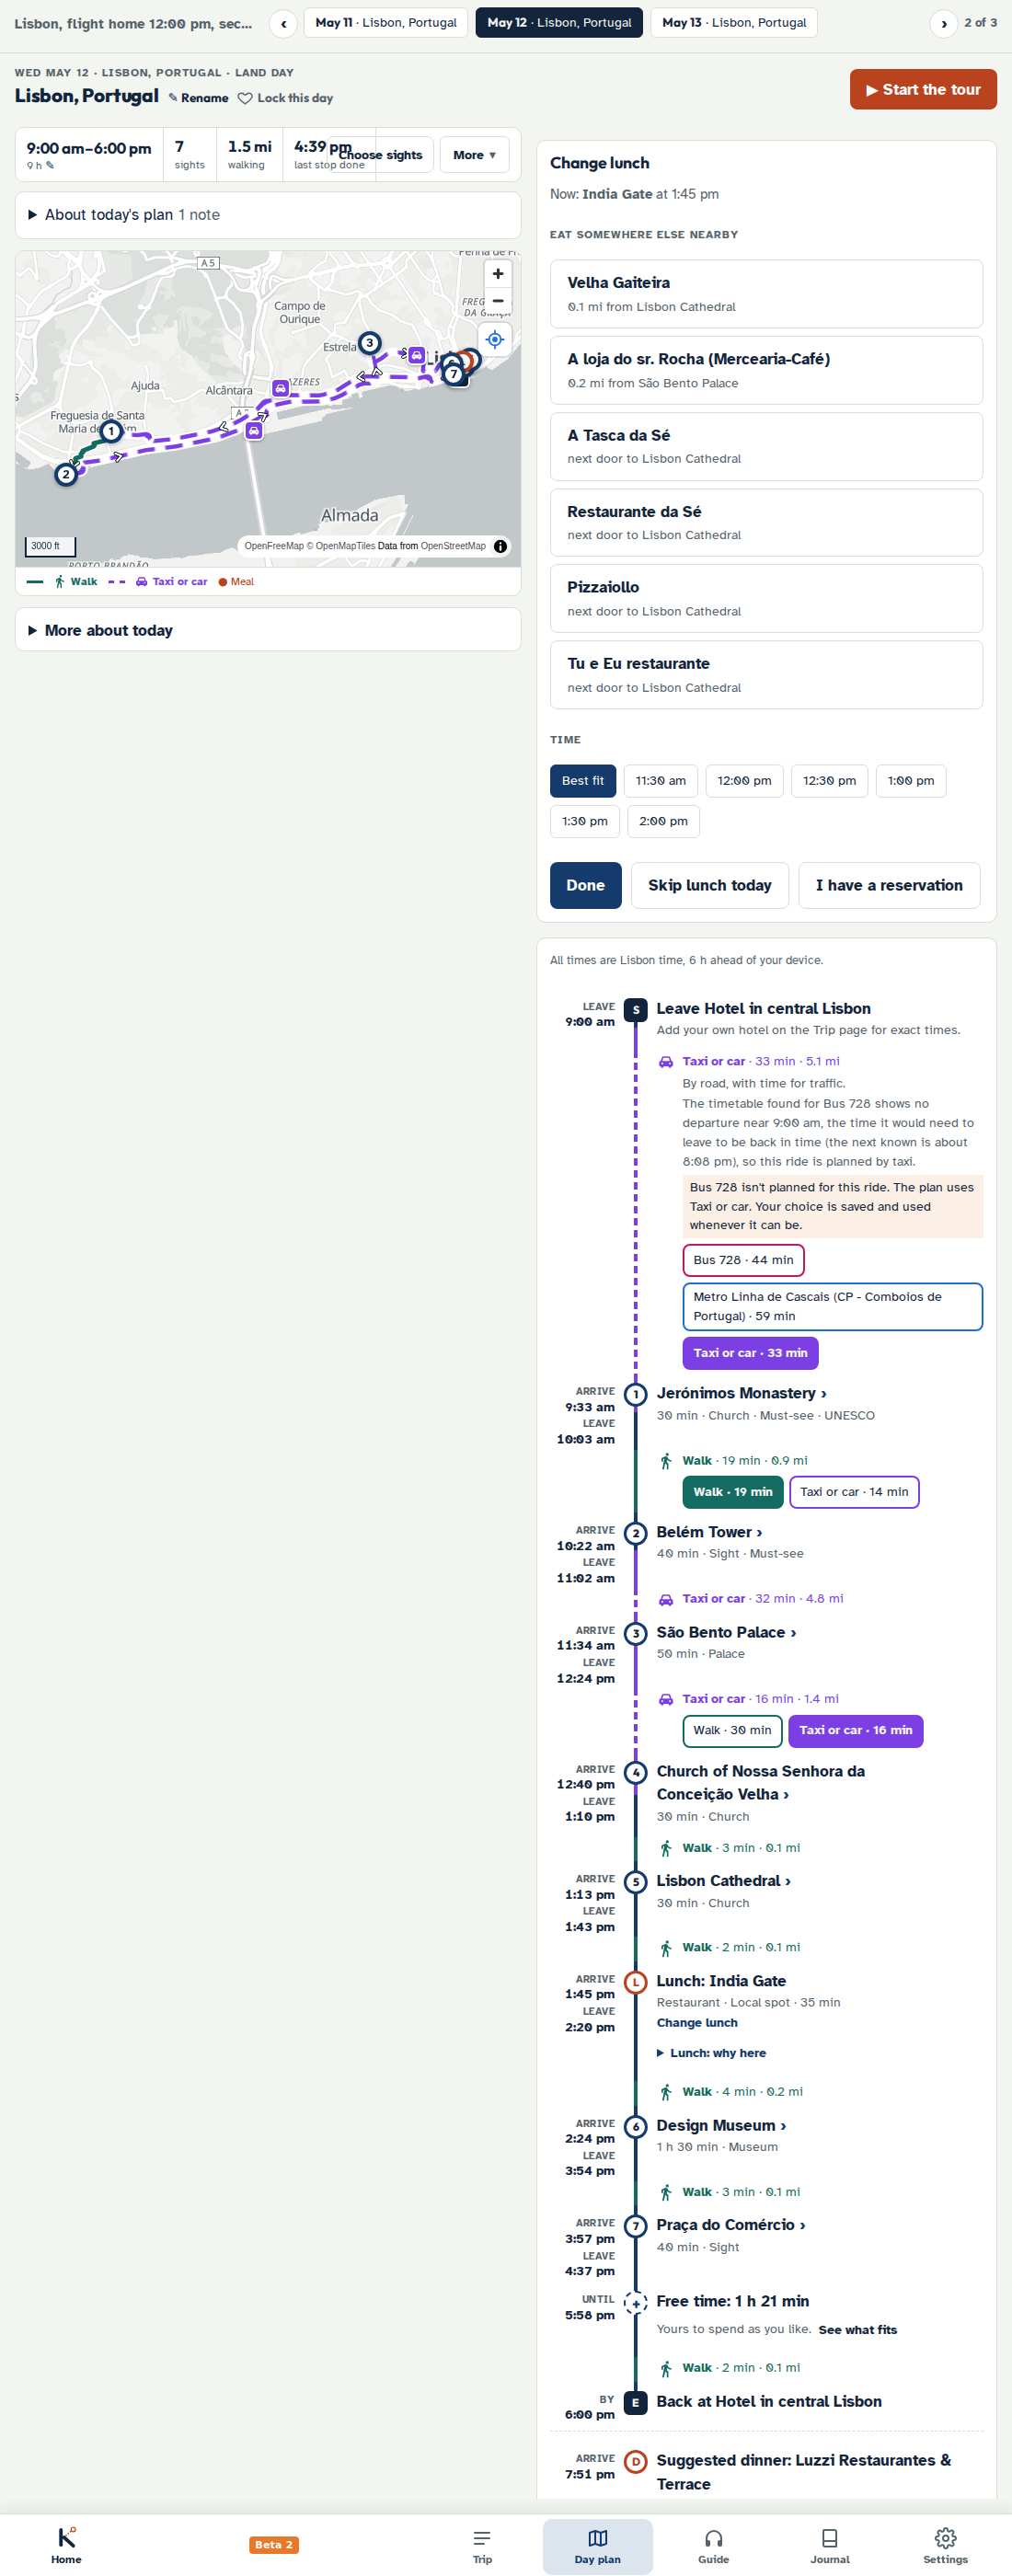 Lisbon, flight home 12:00 pm, sec...
‹
May 11 · Lisbon, Portugal
May 12 · Lisbon, Portugal
May 13 · Lisbon, Portugal
›
2 of 3
WED MAY 12 · LISBON, PORTUGAL · LAND DAY
Lisbon, Portugal
✎ Rename
Lock this day
▶ Start the tour
9:00 am–6:00 pm
9 h ✎
7
sights
1.5 mi
walking
4:39 pm
last stop done
Choose sights
More ▾
▶ About today's plan 1 note
A 5
Campo de
Ourique
Estrela
3
7
Ajuda
Alcântara
AZERES
Freguesia de Santa
1
2
Almada
+
−
3000 ft
OpenFreeMap © OpenMapTiles Data from OpenStreetMap
Walk
Taxi or car
Meal
▶ More about today
Change lunch
Now: India Gate at 1:45 pm
EAT SOMEWHERE ELSE NEARBY
Velha Gaiteira
0.1 mi from Lisbon Cathedral
A loja do sr. Rocha (Mercearia-Café)
0.2 mi from São Bento Palace
A Tasca da Sé
next door to Lisbon Cathedral
Restaurante da Sé
next door to Lisbon Cathedral
Pizzaiollo
next door to Lisbon Cathedral
Tu e Eu restaurante
next door to Lisbon Cathedral
TIME
Best fit
11:30 am
12:00 pm
12:30 pm
1:00 pm
1:30 pm
2:00 pm
Done
Skip lunch today
I have a reservation
All times are Lisbon time, 6 h ahead of your device.
LEAVE
9:00 am
S
Leave Hotel in central Lisbon
Add your own hotel on the Trip page for exact times.
Taxi or car · 33 min · 5.1 mi
By road, with time for traffic.
The timetable found for Bus 728 shows no
departure near 9:00 am, the time it would need to
leave to be back in time (the next known is about
8:08 pm), so this ride is planned by taxi.
Bus 728 isn't planned for this ride. The plan uses
Taxi or car. Your choice is saved and used
whenever it can be.
Bus 728 · 44 min
Metro Linha de Cascais (CP - Comboios de
Portugal) · 59 min
Taxi or car · 33 min
ARRIVE
9:33 am
LEAVE
10:03 am
1
Jerónimos Monastery ›
30 min · Church · Must-see · UNESCO
Walk · 19 min · 0.9 mi
Walk · 19 min
Taxi or car · 14 min
ARRIVE
10:22 am
LEAVE
11:02 am
2
Belém Tower ›
40 min · Sight · Must-see
Taxi or car · 32 min · 4.8 mi
ARRIVE
11:34 am
LEAVE
12:24 pm
3
São Bento Palace ›
50 min · Palace
Taxi or car · 16 min · 1.4 mi
Walk · 30 min
Taxi or car · 16 min
ARRIVE
12:40 pm
LEAVE
1:10 pm
4
Church of Nossa Senhora da
Conceição Velha ›
30 min · Church
Walk · 3 min · 0.1 mi
ARRIVE
1:13 pm
LEAVE
1:43 pm
5
Lisbon Cathedral ›
30 min · Church
Walk · 2 min · 0.1 mi
ARRIVE
1:45 pm
LEAVE
2:20 pm
L
Lunch: India Gate
Restaurant · Local spot · 35 min
Change lunch
▶ Lunch: why here
Walk · 4 min · 0.2 mi
ARRIVE
2:24 pm
LEAVE
3:54 pm
6
Design Museum ›
1 h 30 min · Museum
Walk · 3 min · 0.1 mi
ARRIVE
3:57 pm
LEAVE
4:37 pm
7
Praça do Comércio ›
40 min · Sight
UNTIL
5:58 pm
+
Free time: 1 h 21 min
Yours to spend as you like. See what fits
Walk · 2 min · 0.1 mi
BY
6:00 pm
E
Back at Hotel in central Lisbon
ARRIVE
7:51 pm
D
Suggested dinner: Luzzi Restaurantes &
Terrace
Home
Beta 2
Trip
Day plan
Guide
Journal
Settings